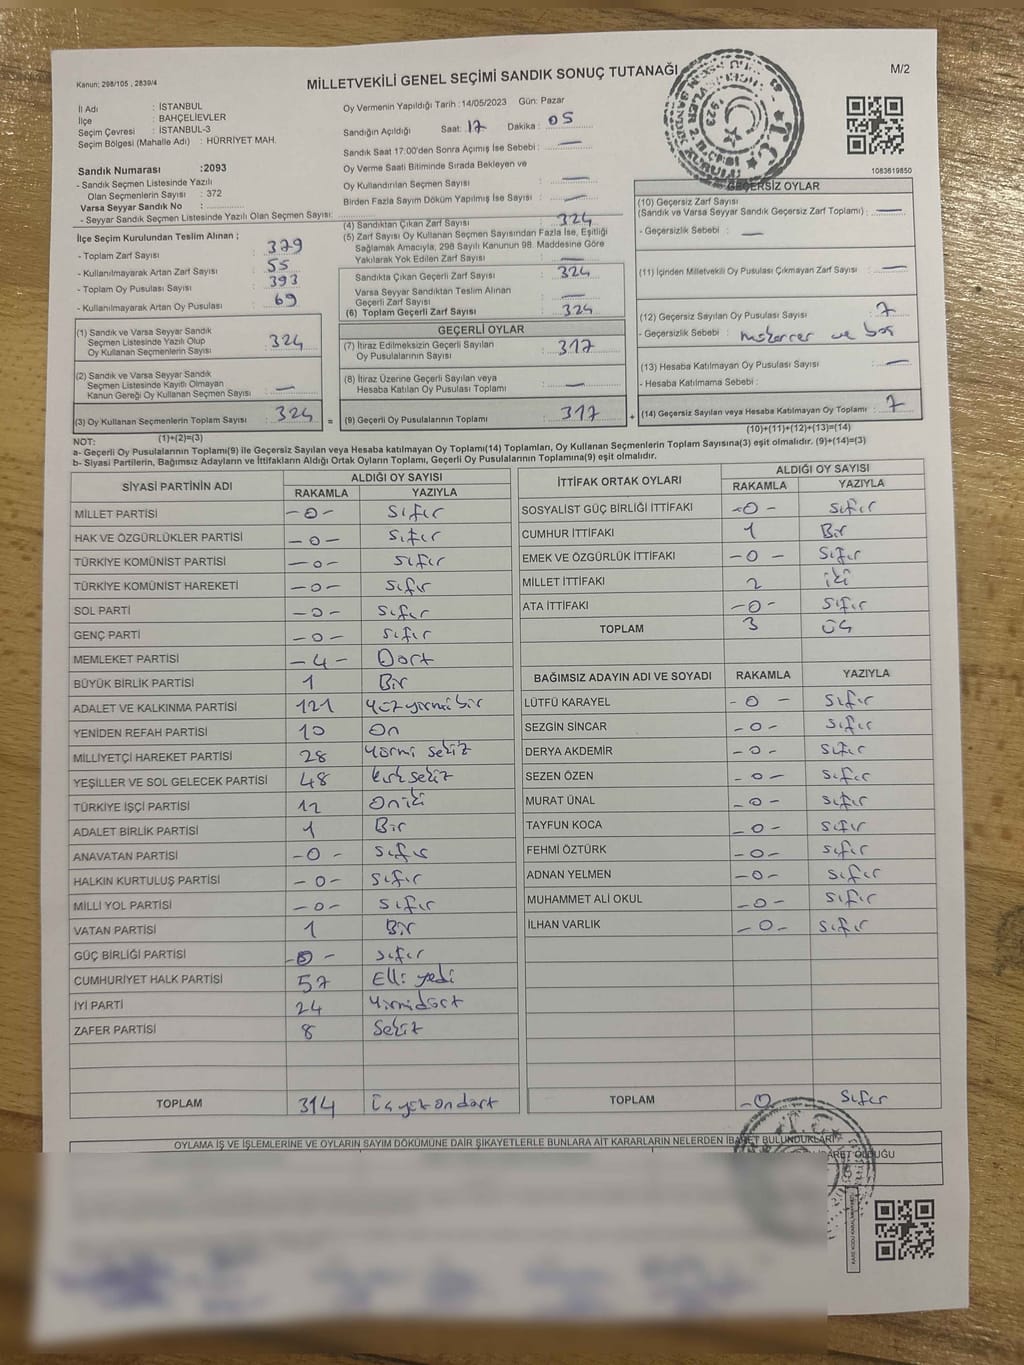 Kanun: 298/105 , 2839/4
MİLLETVEKİLİ GENEL SEÇİMİ SANDIK SONUÇ TUTANAĞI
M/2
İl Adı : İSTANBUL
İlçe : BAHÇELİEVLER
Seçim Çevresi : İSTANBUL-3
Seçim Bölgesi (Mahalle Adı) : HÜRRİYET MAH.
Sandık Numarası :2093
- Sandık Seçmen Listesinde Yazılı
Olan Seçmenlerin Sayısı : 372
Varsa Seyyar Sandık No :
- Seyyar Sandık Seçmen Listesinde Yazılı Olan Seçmen Sayısı:
Oy Vermenin Yapıldığı Tarih :14/05/2023 Gün: Pazar
Sandığın Açıldığı Saat: 17 Dakika : 05
Sandık Saat 17:00'den Sonra Açımış İse Sebebi : —
Oy Verme Saati Bitiminde Sırada Bekleyen ve
Oy Kullandırılan Seçmen Sayısı : —
Birden Fazla Sayım Döküm Yapılmış İse Sayısı : —
1083619850
İlçe Seçim Kurulundan Teslim Alınan ;
- Toplam Zarf Sayısı : 379
- Kullanılmayarak Artan Zarf Sayısı : 55
- Toplam Oy Pusulası Sayısı : 393
- Kullanılmayarak Artan Oy Pusulası : 69
(1) Sandık ve Varsa Seyyar Sandık
Seçmen Listesinde Yazılı Olup
Oy Kullanan Seçmenlerin Sayısı : 324
(2) Sandık ve Varsa Seyyar Sandık
Seçmen Listesinde Kayıtlı Olmayan
Kanun Gereği Oy Kullanan Seçmen Sayısı : —
(3) Oy Kullanan Seçmenlerin Toplam Sayısı : 324 =
(1)+(2)=(3)
(4) Sandıktan Çıkan Zarf Sayısı : 324
(5) Zarf Sayısı Oy Kullanan Seçmen Sayısından Fazla İse, Eşitliği
Sağlamak Amacıyla, 298 Sayılı Kanunun 98. Maddesine Göre
Yakılarak Yok Edilen Zarf Sayısı : —
Sandıkta Çıkan Geçerli Zarf Sayısı : 324
Varsa Seyyar Sandıktan Teslim Alınan
Geçerli Zarf Sayısı : —
(6) Toplam Geçerli Zarf Sayısı : 324
GEÇERLİ OYLAR
(7) İtiraz Edilmeksizin Geçerli Sayılan
Oy Pusulalarının Sayısı : 317
(8) İtiraz Üzerine Geçerli Sayılan veya
Hesaba Katılan Oy Pusulası Toplamı : —
(9) Geçerli Oy Pusulalarının Toplamı : 317 +
GEÇERSİZ OYLAR
(10) Geçersiz Zarf Sayısı
(Sandık ve Varsa Seyyar Sandık Geçersiz Zarf Toplamı) : —
- Geçersizlik Sebebi : —
(11) İçinden Milletvekili Oy Pusulası Çıkmayan Zarf Sayısı : —
(12) Geçersiz Sayılan Oy Pusulası Sayısı : 7
- Geçersizlik Sebebi : mükerrer ve boş
(13) Hesaba Katılmayan Oy Pusulası Sayısı : —
- Hesaba Katılmama Sebebi :
(14) Geçersiz Sayılan veya Hesaba Katılmayan Oy Toplamı : 7
(10)+(11)+(12)+(13)=(14)
NOT:
a- Geçerli Oy Pusulalarının Toplamı(9) ile Geçersiz Sayılan veya Hesaba katılmayan Oy Toplamı(14) Toplamları, Oy Kullanan Seçmenlerin Toplam Sayısına(3) eşit olmalıdır. (9)+(14)=(3)
b- Siyasi Partilerin, Bağımsız Adayların ve İttifakların Aldığı Ortak Oyların Toplamı, Geçerli Oy Pusulalarının Toplamına(9) eşit olmalıdır.
SİYASİ PARTİNİN ADI ALDIĞI OY SAYISI
RAKAMLA YAZIYLA
MİLLET PARTİSİ -0- Sıfır
HAK VE ÖZGÜRLÜKLER PARTİSİ -0- Sıfır
TÜRKİYE KOMÜNİST PARTİSİ -0- Sıfır
TÜRKİYE KOMÜNİST HAREKETİ -0- Sıfır
SOL PARTİ -0- Sıfır
GENÇ PARTİ -0- Sıfır
MEMLEKET PARTİSİ -4- Dört
BÜYÜK BİRLİK PARTİSİ 1 Bir
ADALET VE KALKINMA PARTİSİ 121 Yüzyirmibir
YENİDEN REFAH PARTİSİ 10 On
MİLLİYETÇİ HAREKET PARTİSİ 28 Yirmi sekiz
YEŞİLLER VE SOL GELECEK PARTİSİ 48 Kırksekiz
TÜRKİYE İŞÇİ PARTİSİ 12 Oniki
ADALET BİRLİK PARTİSİ 1 Bir
ANAVATAN PARTİSİ -0- Sıfır
HALKIN KURTULUŞ PARTİSİ -0- Sıfır
MİLLİ YOL PARTİSİ -0- Sıfır
VATAN PARTİSİ 1 Bir
GÜÇ BİRLİĞİ PARTİSİ -0- Sıfır
CUMHURİYET HALK PARTİSİ 57 Elli yedi
İYİ PARTİ 24 Yirmidört
ZAFER PARTİSİ 8 Sekiz
TOPLAM 314 Üçyüzondört
İTTİFAK ORTAK OYLARI ALDIĞI OY SAYISI
RAKAMLA YAZIYLA
SOSYALİST GÜÇ BİRLİĞİ İTTİFAKI -0- Sıfır
CUMHUR İTTİFAKI 1 Bir
EMEK VE ÖZGÜRLÜK İTTİFAKI -0- Sıfır
MİLLET İTTİFAKI 2 iki
ATA İTTİFAKI -0- Sıfır
TOPLAM 3 Üç
BAĞIMSIZ ADAYIN ADI VE SOYADI RAKAMLA YAZIYLA
LÜTFÜ KARAYEL -0- Sıfır
SEZGİN SİNCAR -0- Sıfır
DERYA AKDEMİR -0- Sıfır
SEZEN ÖZEN -0- Sıfır
MURAT ÜNAL -0- Sıfır
TAYFUN KOCA -0- Sıfır
FEHMİ ÖZTÜRK -0- Sıfır
ADNAN YELMEN -0- Sıfır
MUHAMMET ALİ OKUL -0- Sıfır
İLHAN VARLIK -0- Sıfır
TOPLAM -0- Sıfır
OYLAMA İŞ VE İŞLEMLERİNE VE OYLARIN SAYIM DÖKÜMÜNE DAİR ŞİKAYETLERLE BUNLARA AİT KARARLARIN NELERDEN İBARET BULUNDUKLARI
OLDUĞU